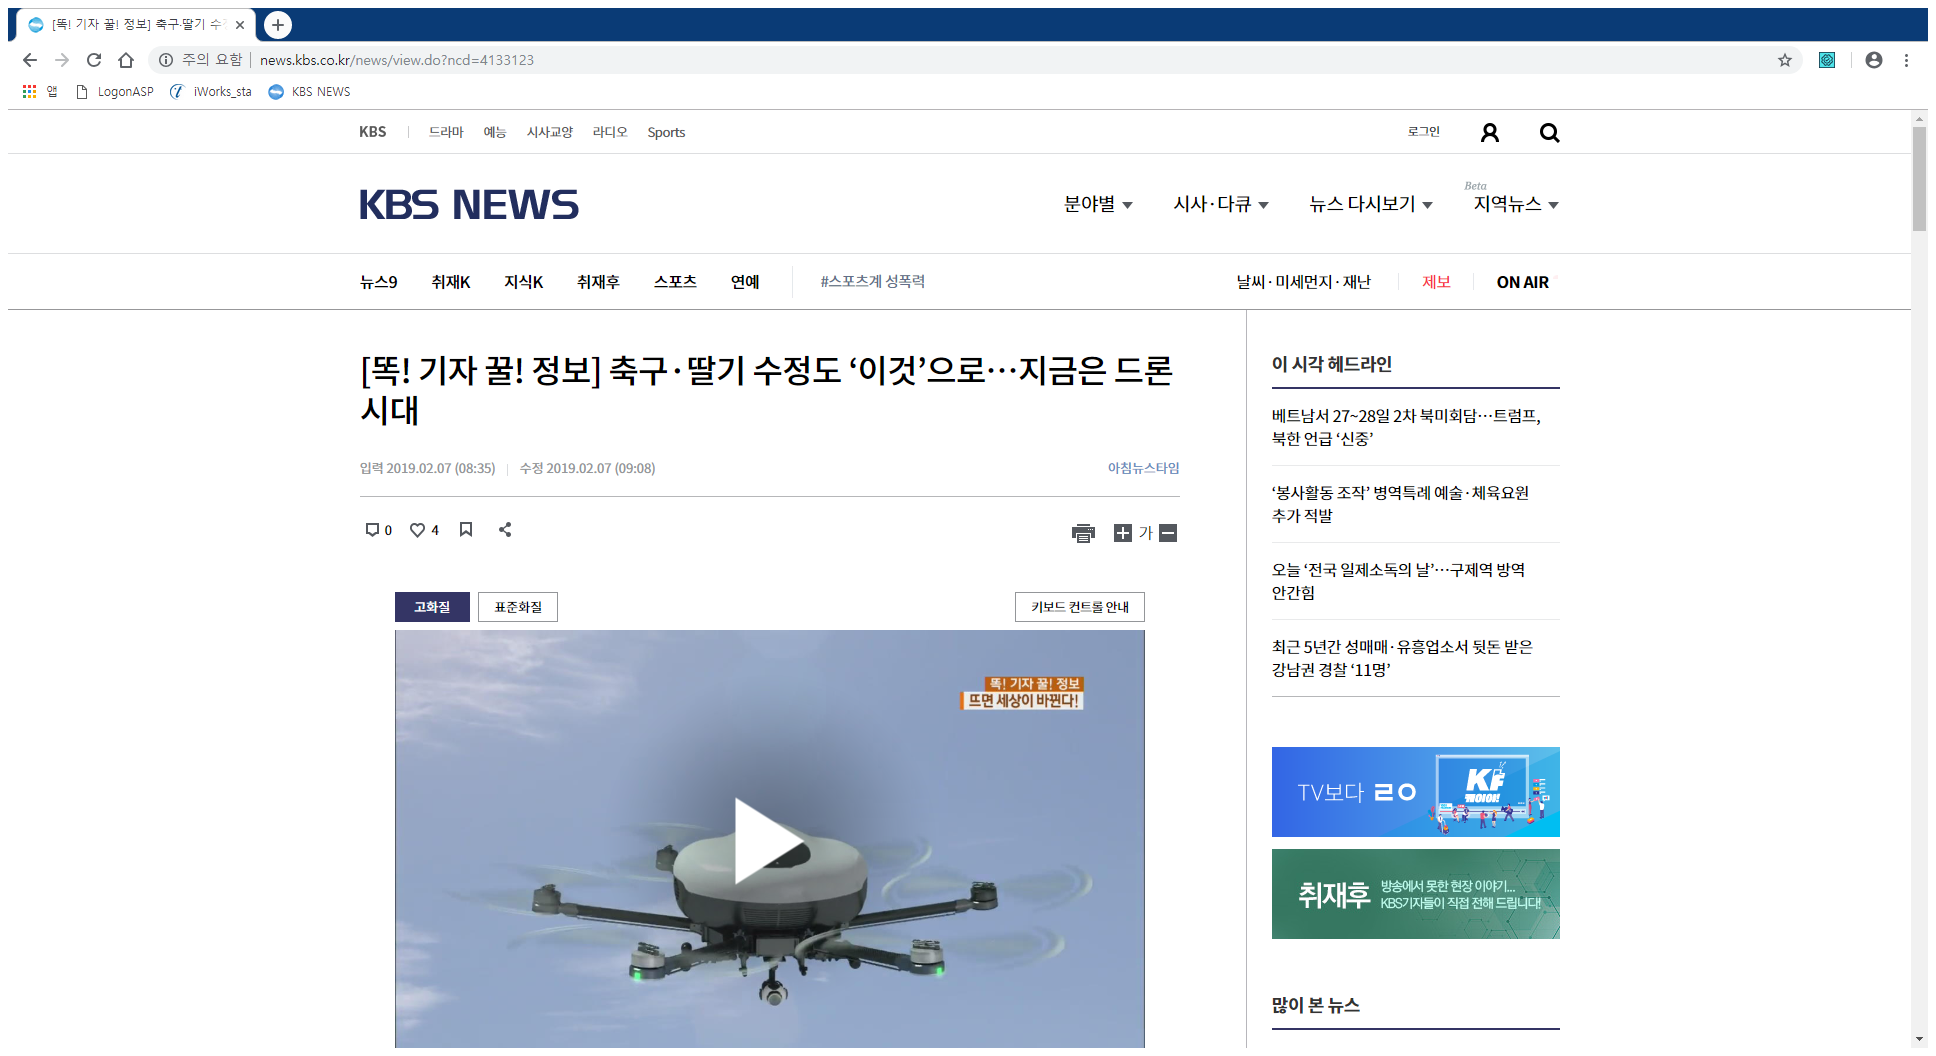 [똑! 기자 꿀! 정보] 축구·딸기 수
주의 요함 news.kbs.co.kr/news/view.do?ncd=4133123
앱 LogonASP iWorks_sta KBS NEWS
KBS 드라마 예능 시사교양 라디오 Sports 로그인
KBS NEWS
Beta
분야별 시사·다큐 뉴스 다시보기 지역뉴스
뉴스9 취재K 지식K 취재후 스포츠 연예 #스포츠계 성폭력 날씨·미세먼지·재난 제보 ON AIR
[똑! 기자 꿀! 정보] 축구·딸기 수정도 ‘이것’으로…지금은 드론
시대
입력 2019.02.07 (08:35) 수정 2019.02.07 (09:08) 아침뉴스타임
0 4 가
고화질 표준화질 키보드 컨트롤 안내
똑! 기자 꿀! 정보
뜨면 세상이 바뀐다!
이 시각 헤드라인
베트남서 27~28일 2차 북미회담…트럼프,
북한 언급 ‘신중’
‘봉사활동 조작’ 병역특례 예술·체육요원
추가 적발
오늘 ‘전국 일제소독의 날’…구제역 방역
안간힘
최근 5년간 성매매·유흥업소서 뒷돈 받은
강남권 경찰 ‘11명’
TV보다 ㄹㅇ
케이야!
취재후 방송에서 못한 현장 이야기...
KBS기자들이 직접 전해 드립니다!
많이 본 뉴스